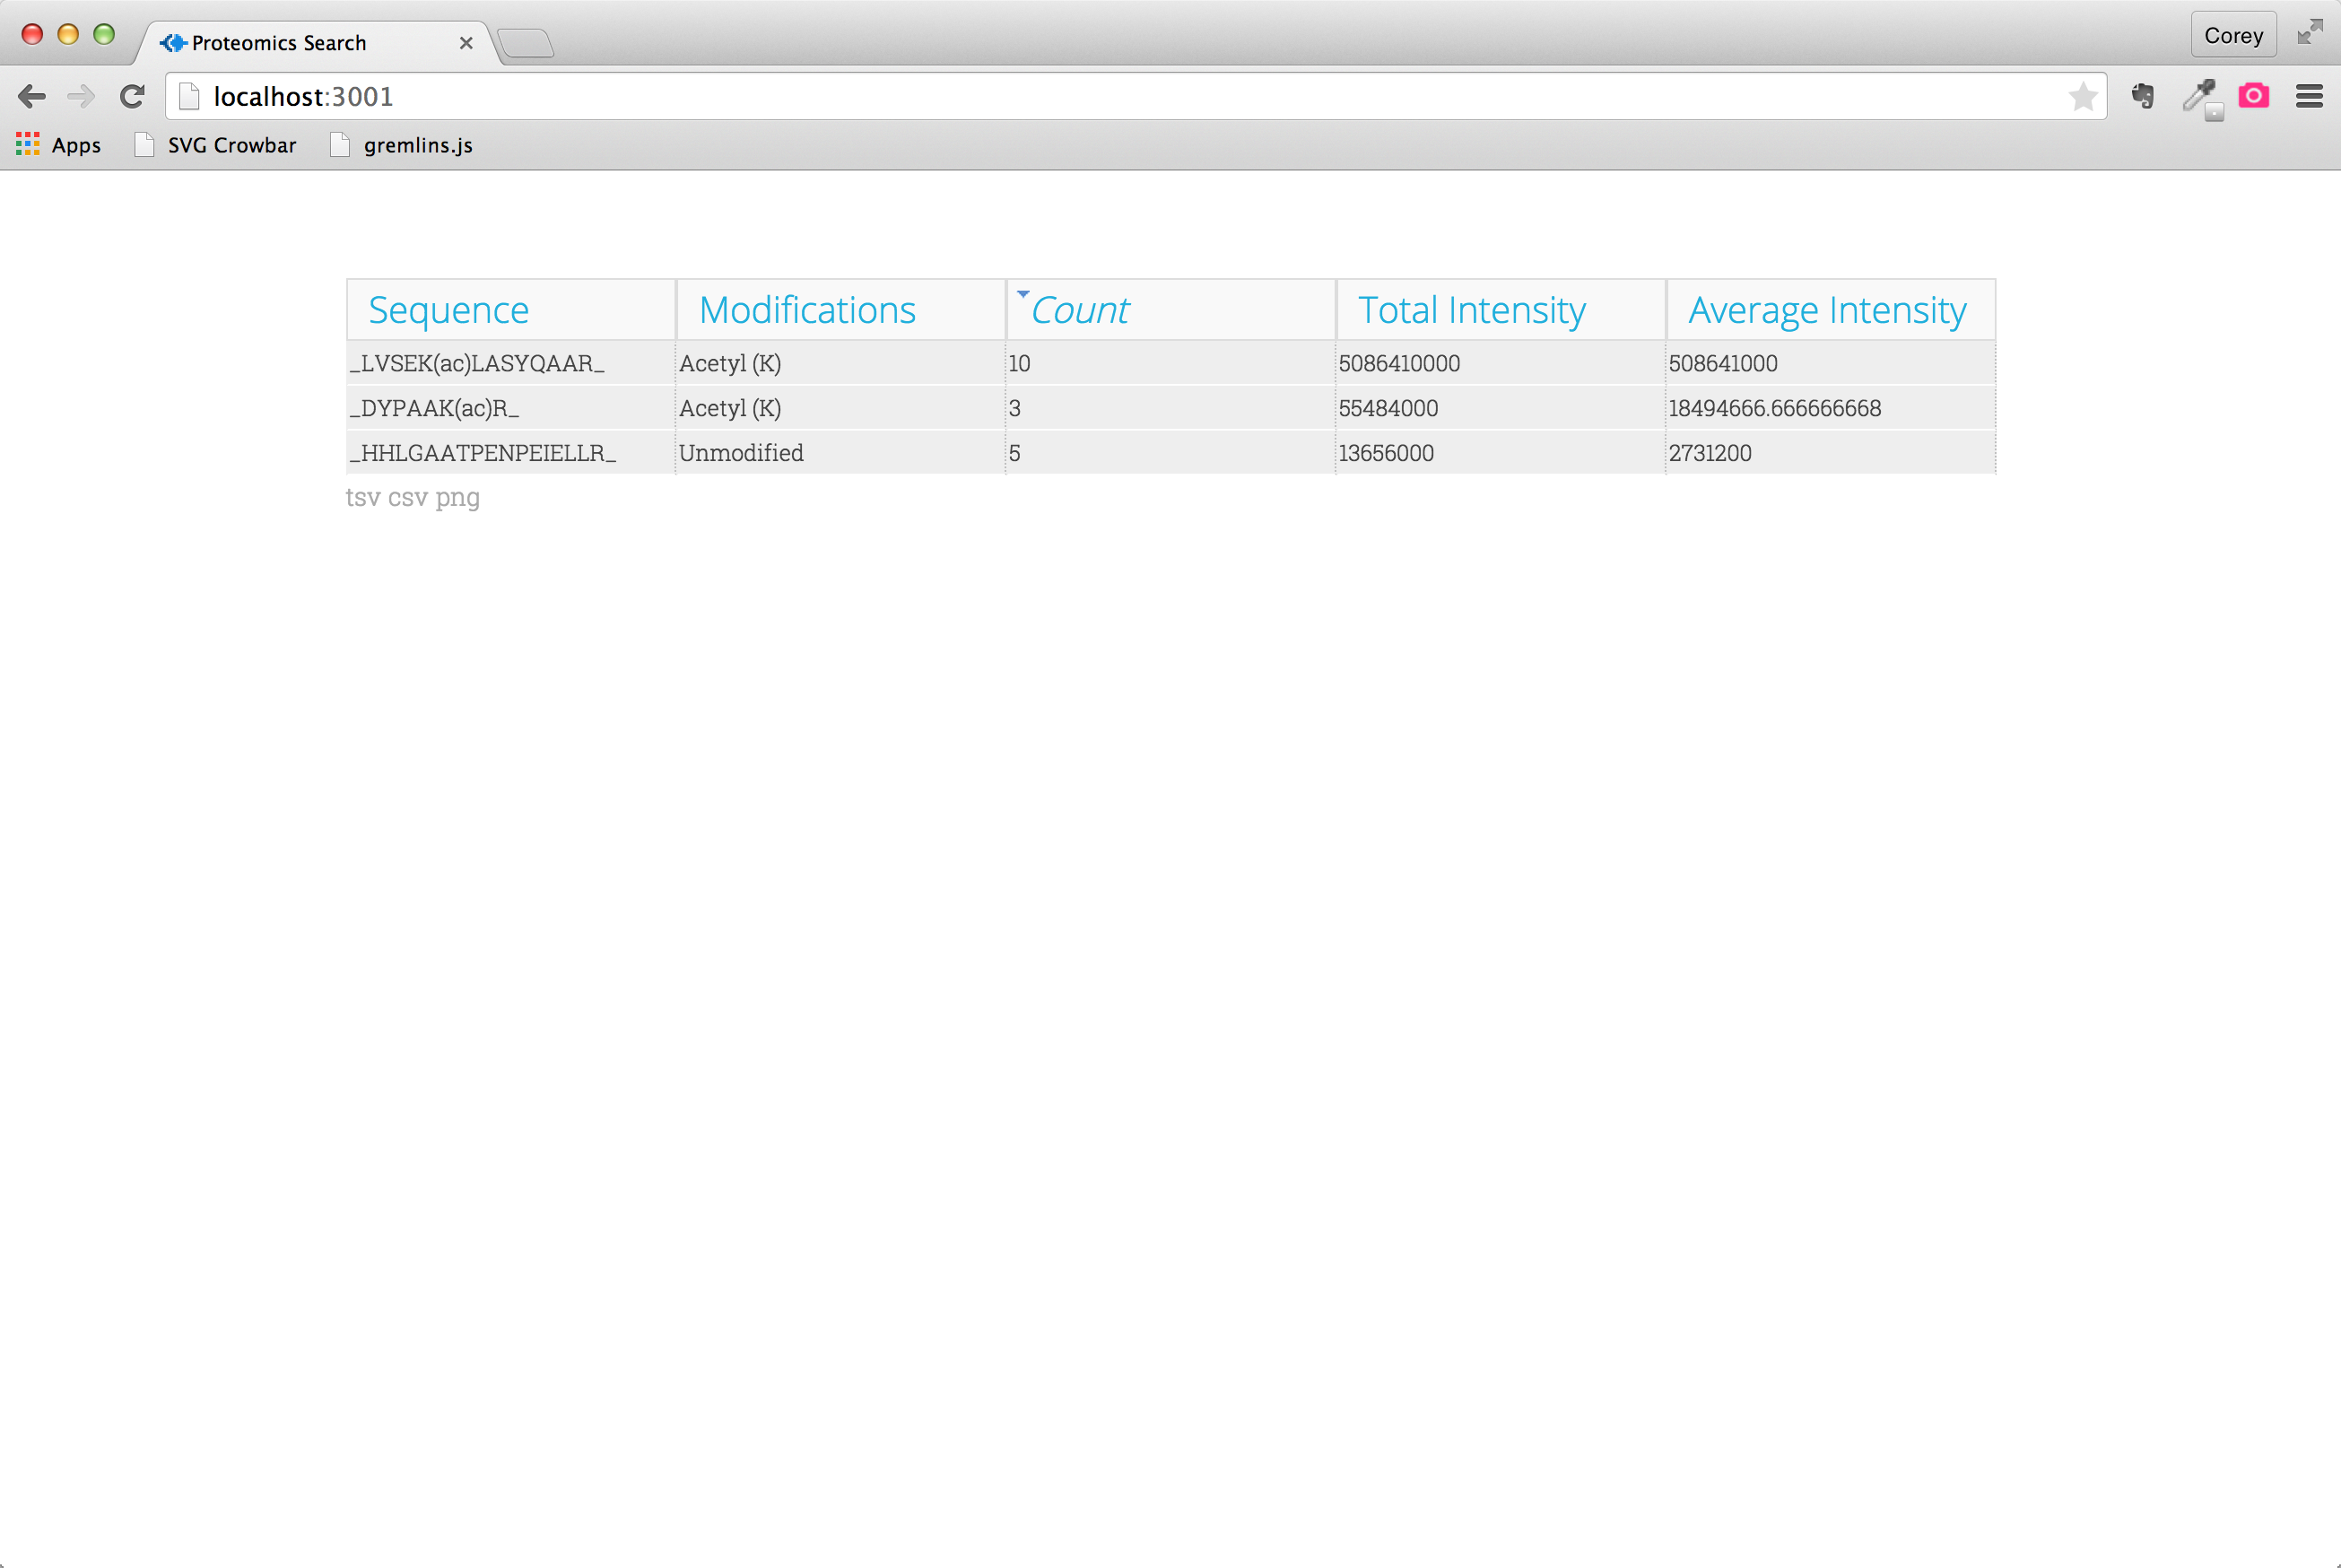 Proteomics Search
Corey
localhost:3001
Apps SVG Crowbar gremlins.js
Sequence Modifications Count Total Intensity Average Intensity
_LVSEK(ac)LASYQAAR_ Acetyl (K) 10 5086410000 508641000
_DYPAAK(ac)R_ Acetyl (K) 3 55484000 18494666.666666668
_HHLGAATPENPEIELLR_ Unmodified 5 13656000 2731200
tsv csv png